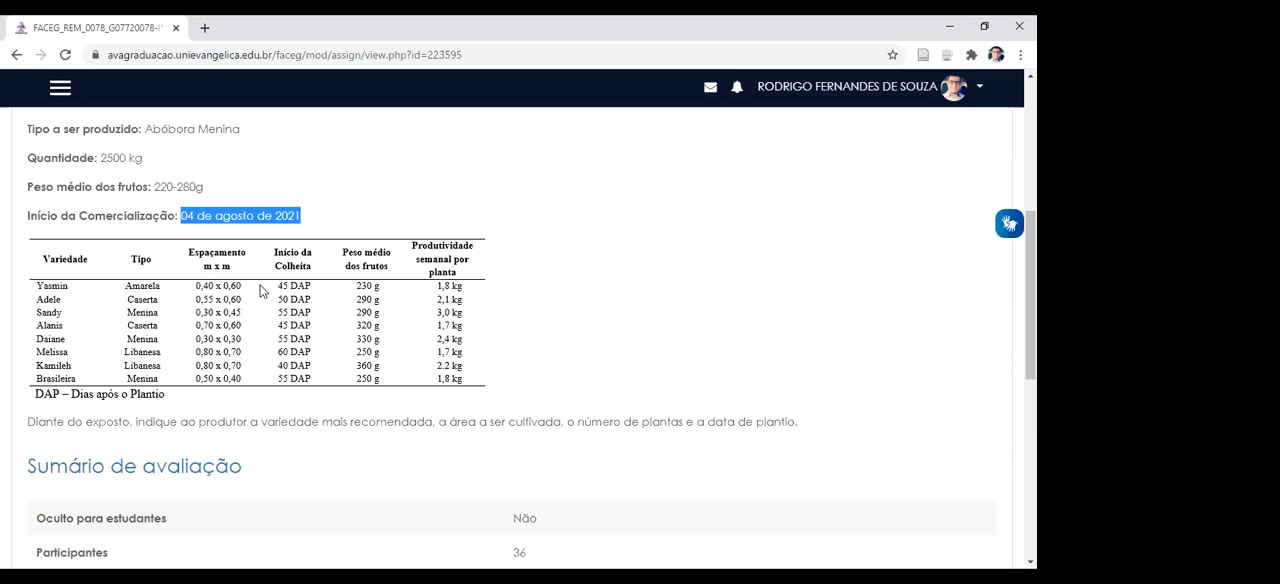 FACEG_REM_0078_G07720078-I
avagraduacao.unievangelica.edu.br/faceg/mod/assign/view.php?id=223595
RODRIGO FERNANDES DE SOUZA
Tipo a ser produzido: Abóbora Menina
Quantidade: 2500 kg
Peso médio dos frutos: 220-280g
Início da Comercialização: 04 de agosto de 2021
Variedade Tipo Espaçamento m x m Início da Colheita Peso médio dos frutos Produtividade semanal por planta
Yasmin Amarela 0,40 x 0,60 45 DAP 230 g 1,8 kg
Adele Caserta 0,55 x 0,60 50 DAP 290 g 2,1 kg
Sandy Menina 0,30 x 0,45 55 DAP 290 g 3,0 kg
Alanis Caserta 0,70 x 0,60 45 DAP 320 g 1,7 kg
Daiane Menina 0,30 x 0,30 55 DAP 330 g 2,4 kg
Melissa Libanesa 0,80 x 0,70 60 DAP 250 g 1,7 kg
Kamileh Libanesa 0,80 x 0,70 40 DAP 360 g 2.2 kg
Brasileira Menina 0,50 x 0,40 55 DAP 250 g 1,8 kg
DAP – Dias após o Plantio
Diante do exposto, indique ao produtor a variedade mais recomendada, a área a ser cultivada, o número de plantas e a data de plantio.
Sumário de avaliação
Oculto para estudantes Não
Participantes 36